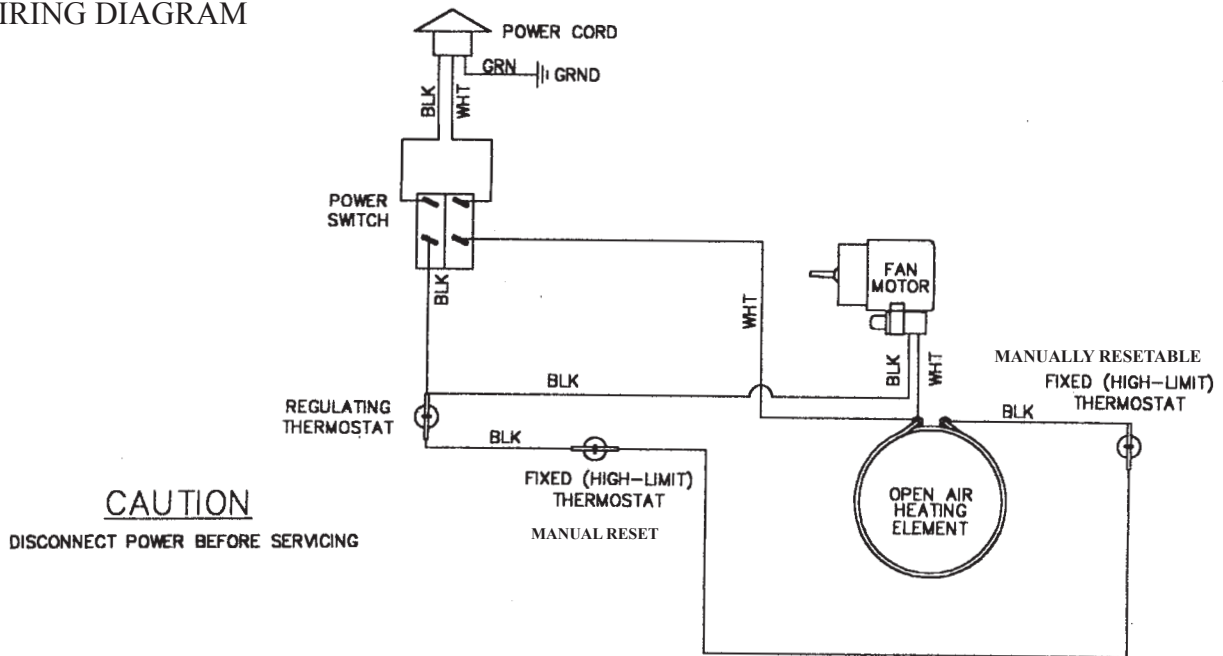 IRING DIAGRAM
POWER CORD
GRN
GRND
BLK
WHT
POWER
SWITCH
BLK
WHT
FAN
MOTOR
BLK
WHT
MANUALLY RESETABLE
FIXED (HIGH-LIMIT)
THERMOSTAT
BLK
BLK
REGULATING
THERMOSTAT
BLK
FIXED (HIGH-LIMIT)
THERMOSTAT
MANUAL RESET
OPEN AIR
HEATING
ELEMENT
CAUTION
DISCONNECT POWER BEFORE SERVICING